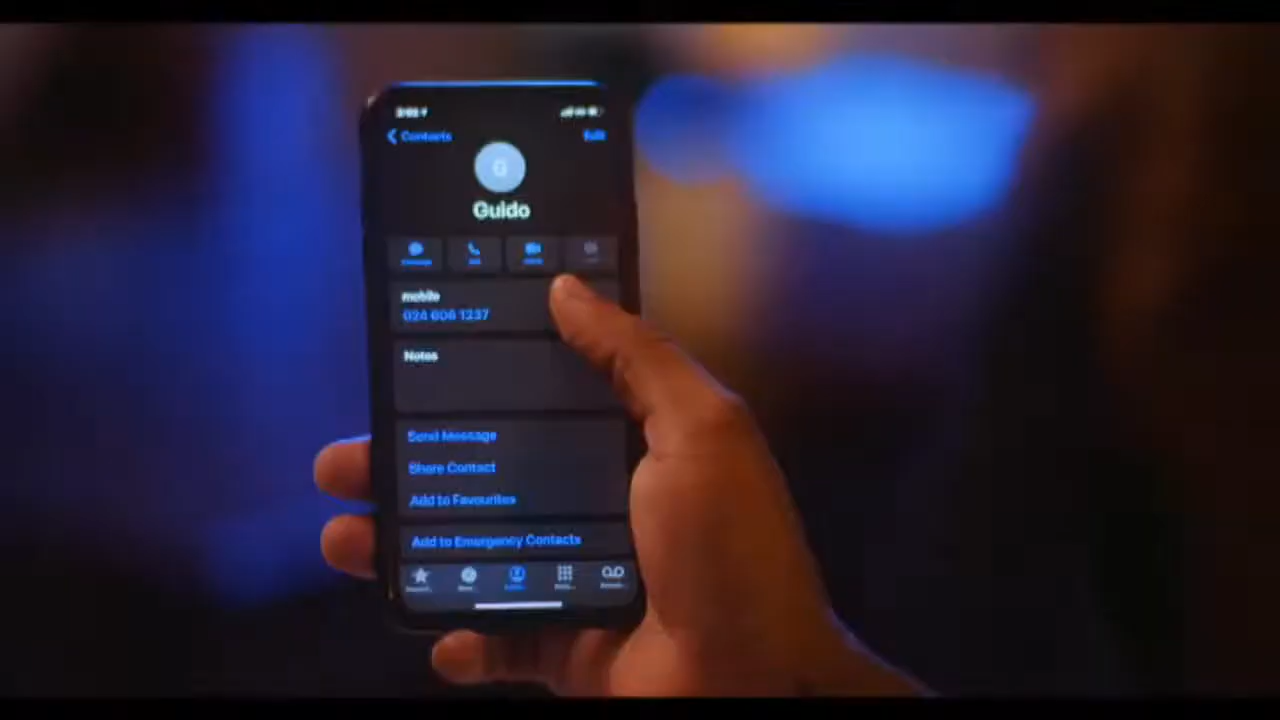 Contacts
Edit
G
Guido
mobile
024 606 1237
Notes
Send Message
Share Contact
Add to Favourites
Add to Emergency Contacts